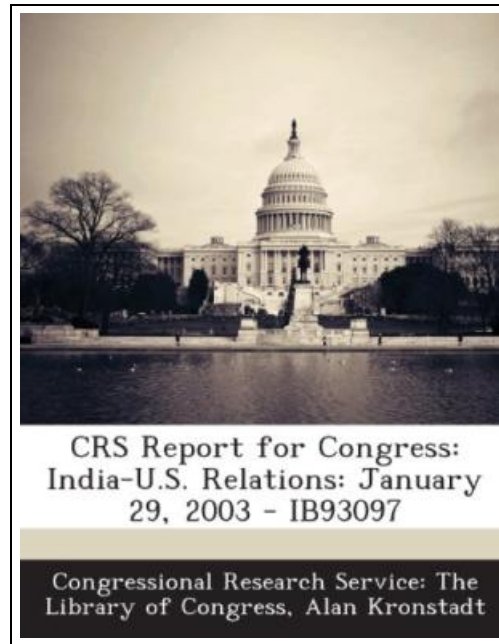 CRS Report for Congress:
India-U.S. Relations: January
29, 2003 - IB93097
Congressional Research Service: The
Library of Congress, Alan Kronstadt